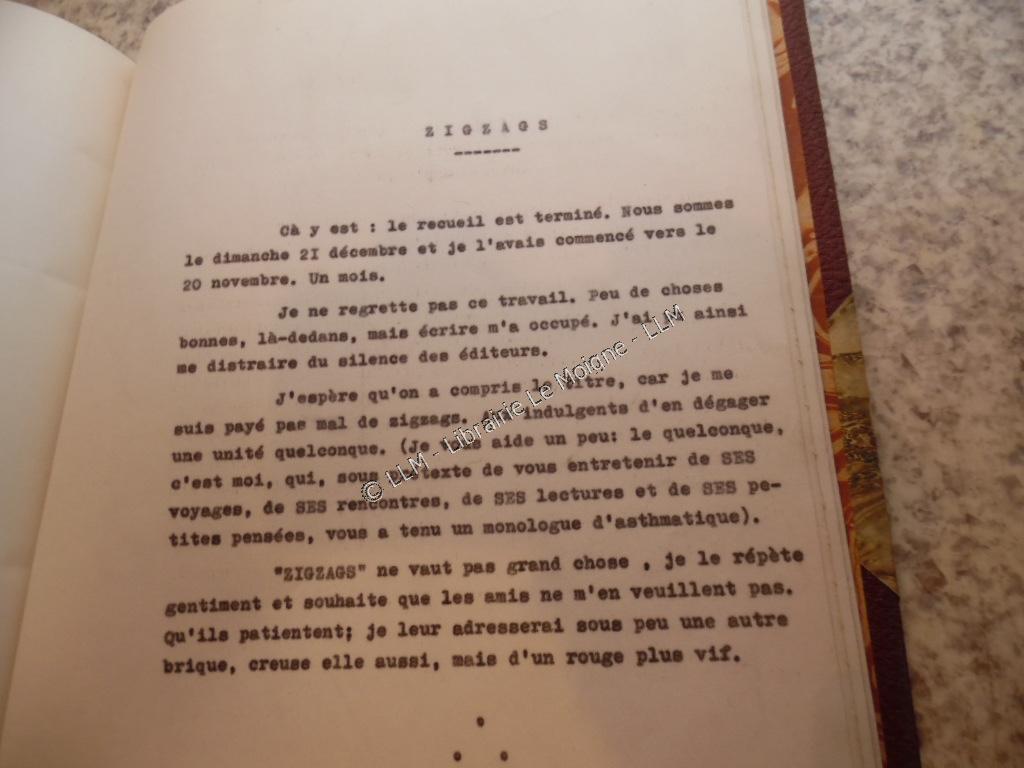 ZIGZAGS
-------
Cà y est : le recueil est terminé. Nous sommes
le dimanche 2I décembre et je l'avais commencé vers le
20 novembre. Un mois.
Je ne regrette pas ce travail. Peu de choses
bonnes, là-dedans, mais écrire m'a occupé. J'ai ainsi
me distraire du silence des éditeurs.
J'espère qu'on a compris le titre, car je me
suis payé pas mal de zigzags. indulgents d'en dégager
une unité quelconque. (Je vous aide un peu: le quelconque,
c'est moi, qui, sous prétexte de vous entretenir de SES
voyages, de SES rencontres, de SES lectures et de SES pe-
tites pensées, vous a tenu un monologue d'asthmatique).
"ZIGZAGS" ne vaut pas grand chose , je le répète
gentiment et souhaite que les amis ne m'en veuillent pas.
Qu'ils patientent; je leur adresserai sous peu une autre
brique, creuse elle aussi, mais d'un rouge plus vif.
© LLM - Librairie Le Moigne - LLM